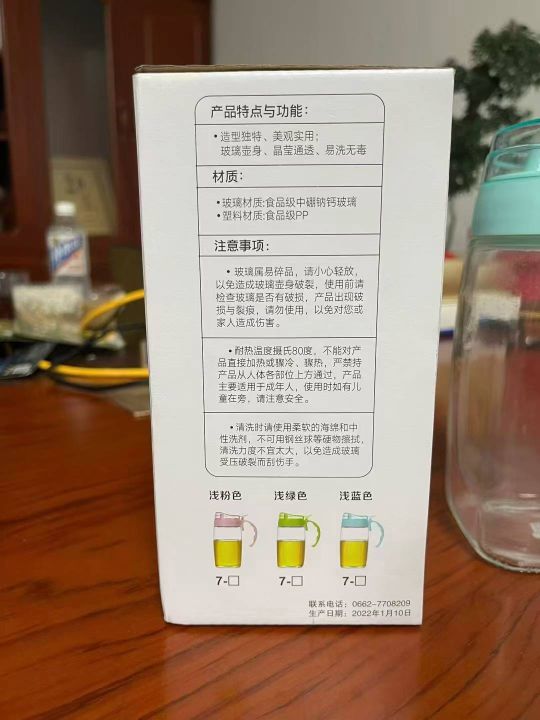 产品特点与功能：
•造型独特、美观实用；
玻璃壶身、晶莹通透、易洗无毒
材质：
•玻璃材质:食品级中硼钠钙玻璃
•塑料材质:食品级PP
注意事项：
•玻璃属易碎品，请小心轻放，
以免造成玻璃壶身破裂，使用前请
检查玻璃是否有破损，产品出现破
损与裂痕，请勿使用，以免对您或
家人造成伤害。
•耐热温度摄氏80度，不能对产
品直接加热或骤冷、骤热，严禁持
产品从人体各部位上方通过，产品
主要适用于成年人，使用时如有儿
童在旁，请注意安全。
•清洗时请使用柔软的海绵和中
性洗剂，不可用钢丝球等硬物擦拭，
清洗力度不宜太大，以免造成玻璃
受压破裂而刮伤手。
浅粉色 浅绿色 浅蓝色
7-□ 7-□ 7-□
联系电话：0662-7708209
生产日期：2022年1月10日